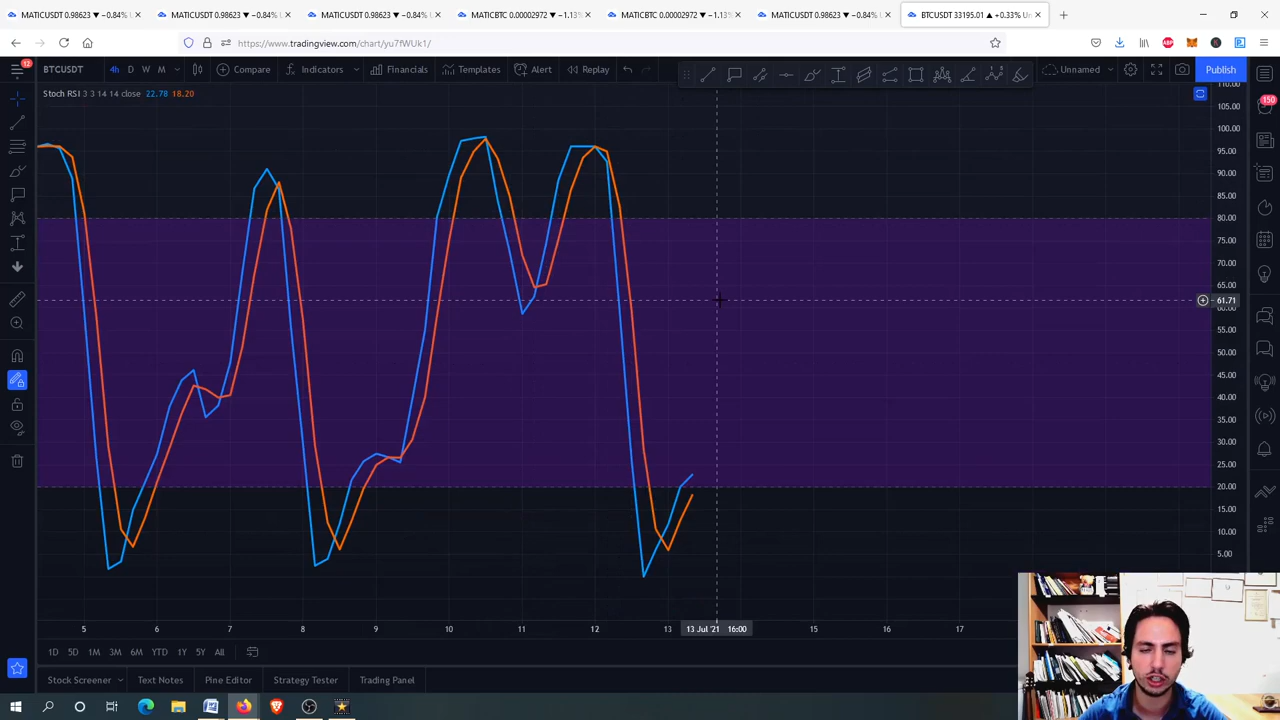 MATICUSDT 0.98623 ▼ −0.84% U
MATICUSDT 0.98623 ▼ −0.84% U
MATICUSDT 0.98623 ▼ −0.84% U
MATICBTC 0.00002972 ▼ −1.13%
MATICBTC 0.00002972 ▼ −1.13%
MATICUSDT 0.98623 ▼ −0.84% U
BTCUSDT 33195.01 ▲ +0.33% Un
https://www.tradingview.com/chart/yu7fWUk1/
ABP
12
BTCUSDT
4h
D
W
M
Compare
Indicators
Financials
Templates
Alert
Replay
Unnamed
Publish
Stoch RSI 3 3 14 14 close 22.78 18.20
150
110.00
105.00
100.00
95.00
90.00
85.00
80.00
75.00
70.00
65.00
61.71
60.00
55.00
50.00
45.00
40.00
35.00
30.00
25.00
20.00
15.00
10.00
5.00
5
6
7
8
9
10
11
12
13
13 Jul '21 16:00
15
16
17
1D
5D
1M
3M
6M
YTD
1Y
5Y
All
Stock Screener
Text Notes
Pine Editor
Strategy Tester
Trading Panel